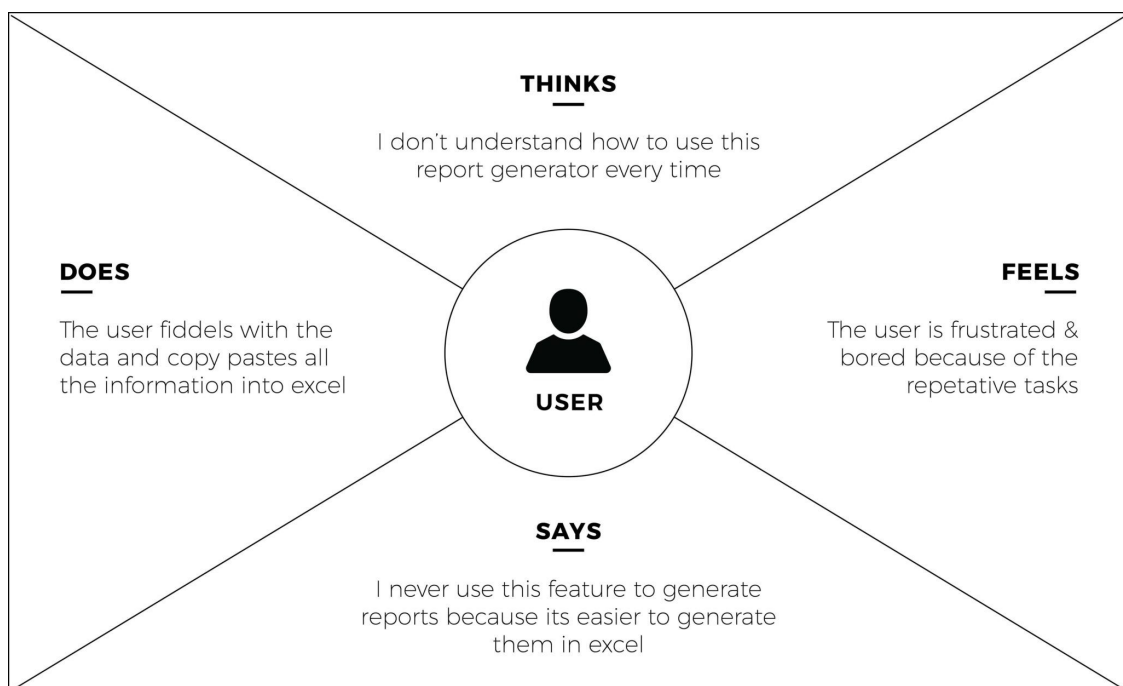 THINKS
I don't understand how to use this
report generator every time
DOES
The user fiddels with the
data and copy pastes all
the information into excel
USER
FEELS
The user is frustrated &
bored because of the
repetative tasks
SAYS
I never use this feature to generate
reports because its easier to generate
them in excel